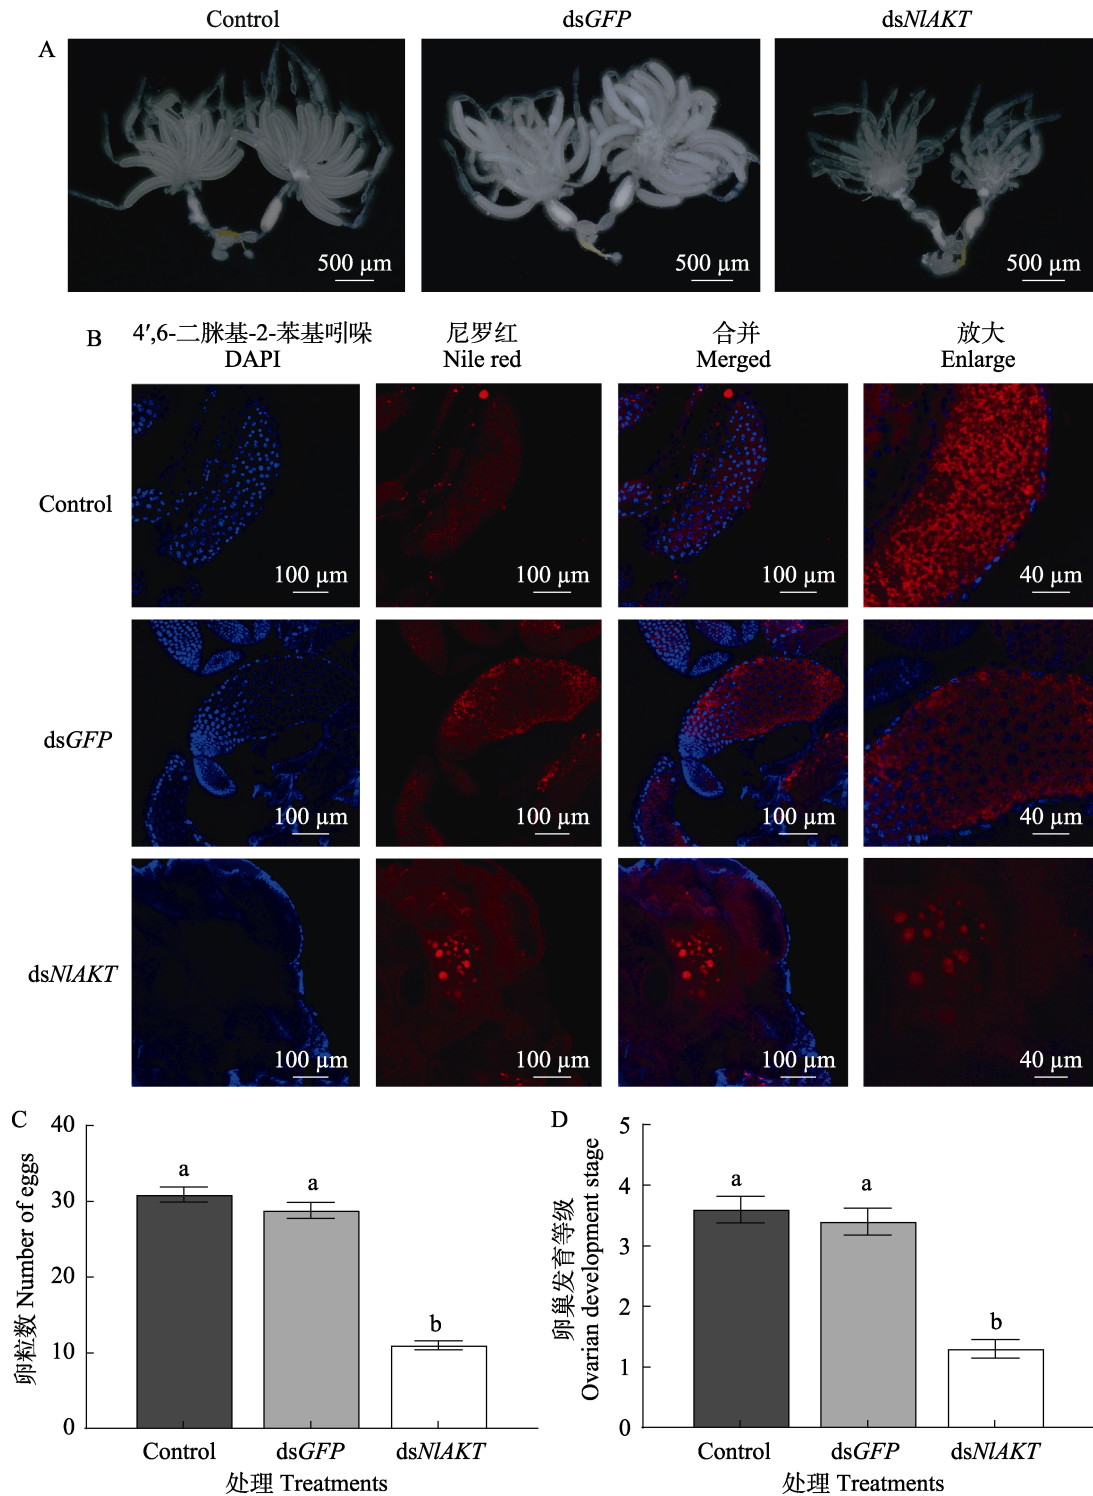 Control
dsGFP
dsNlAKT
A
500 µm
500 µm
500 µm
B
4′,6-二脒基-2-苯基吲哚
DAPI
尼罗红
Nile red
合并
Merged
放大
Enlarge
Control
100 µm
100 µm
100 µm
40 µm
dsGFP
100 µm
100 µm
100 µm
40 µm
dsNlAKT
100 µm
100 µm
100 µm
40 µm
C
卵粒数 Number of eggs
40
30
20
10
0
a
a
b
Control
dsGFP
dsNlAKT
处理 Treatments
D
卵巢发育等级
Ovarian development stage
5
4
3
2
1
0
a
a
b
Control
dsGFP
dsNlAKT
处理 Treatments